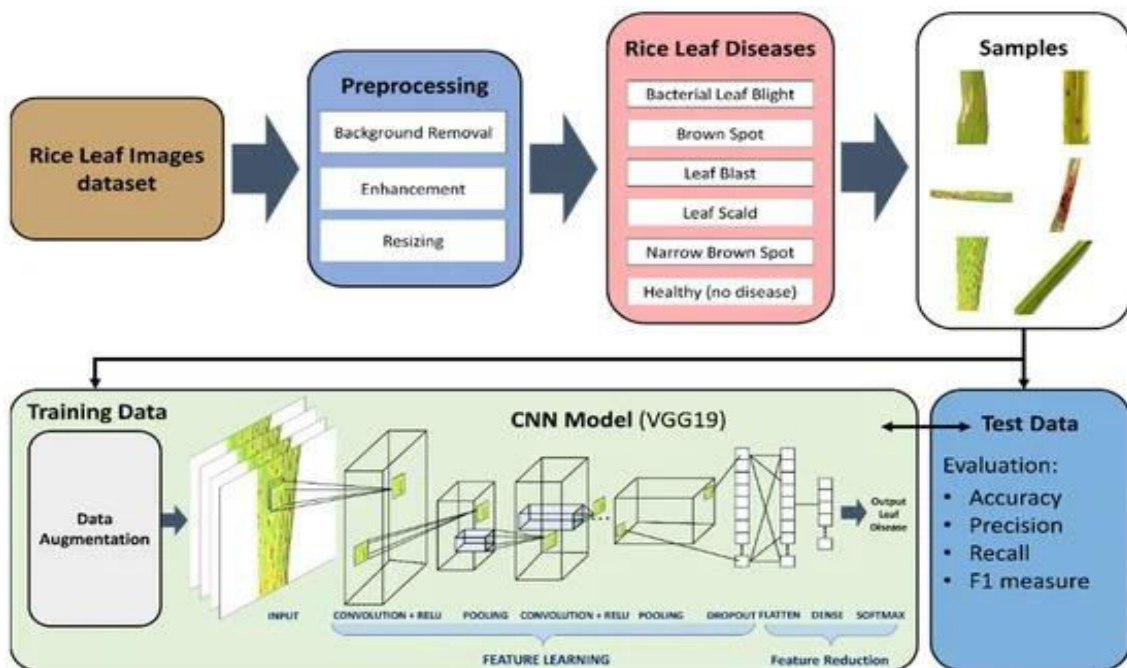 Rice Leaf Images
dataset
Preprocessing
Background Removal
Enhancement
Resizing
Rice Leaf Diseases
Bacterial Leaf Blight
Brown Spot
Leaf Blast
Leaf Scald
Narrow Brown Spot
Healthy (no disease)
Samples
Training Data
Data
Augmentation
CNN Model (VGG19)
Output
Leaf
Disease
INPUT
CONVOLUTION + RELU
POOLING
CONVOLUTION + RELU
POOLING
DROPOUT
FLATTEN
DENSE
SOFTMAX
FEATURE LEARNING
Feature Reduction
Test Data
Evaluation:
• Accuracy
• Precision
• Recall
• F1 measure